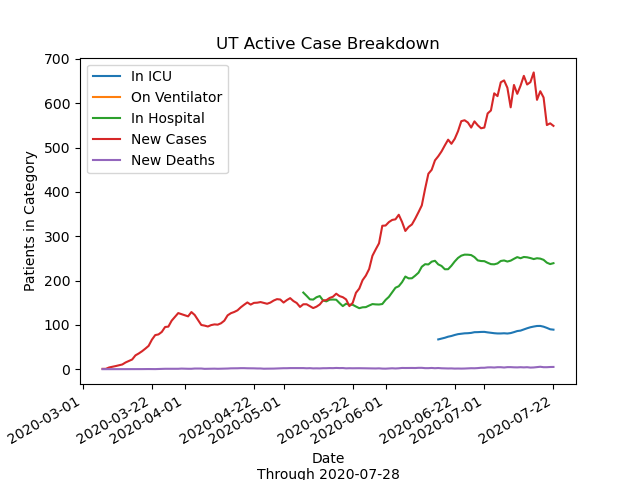 UT Active Case Breakdown
700
600
500
400
300
200
100
0
Patients in Category
In ICU
On Ventilator
In Hospital
New Cases
New Deaths
2020-03-01
2020-03-22
2020-04-01
2020-04-22
2020-05-01
2020-05-22
2020-06-01
2020-06-22
2020-07-01
2020-07-22
Date
Through 2020-07-28